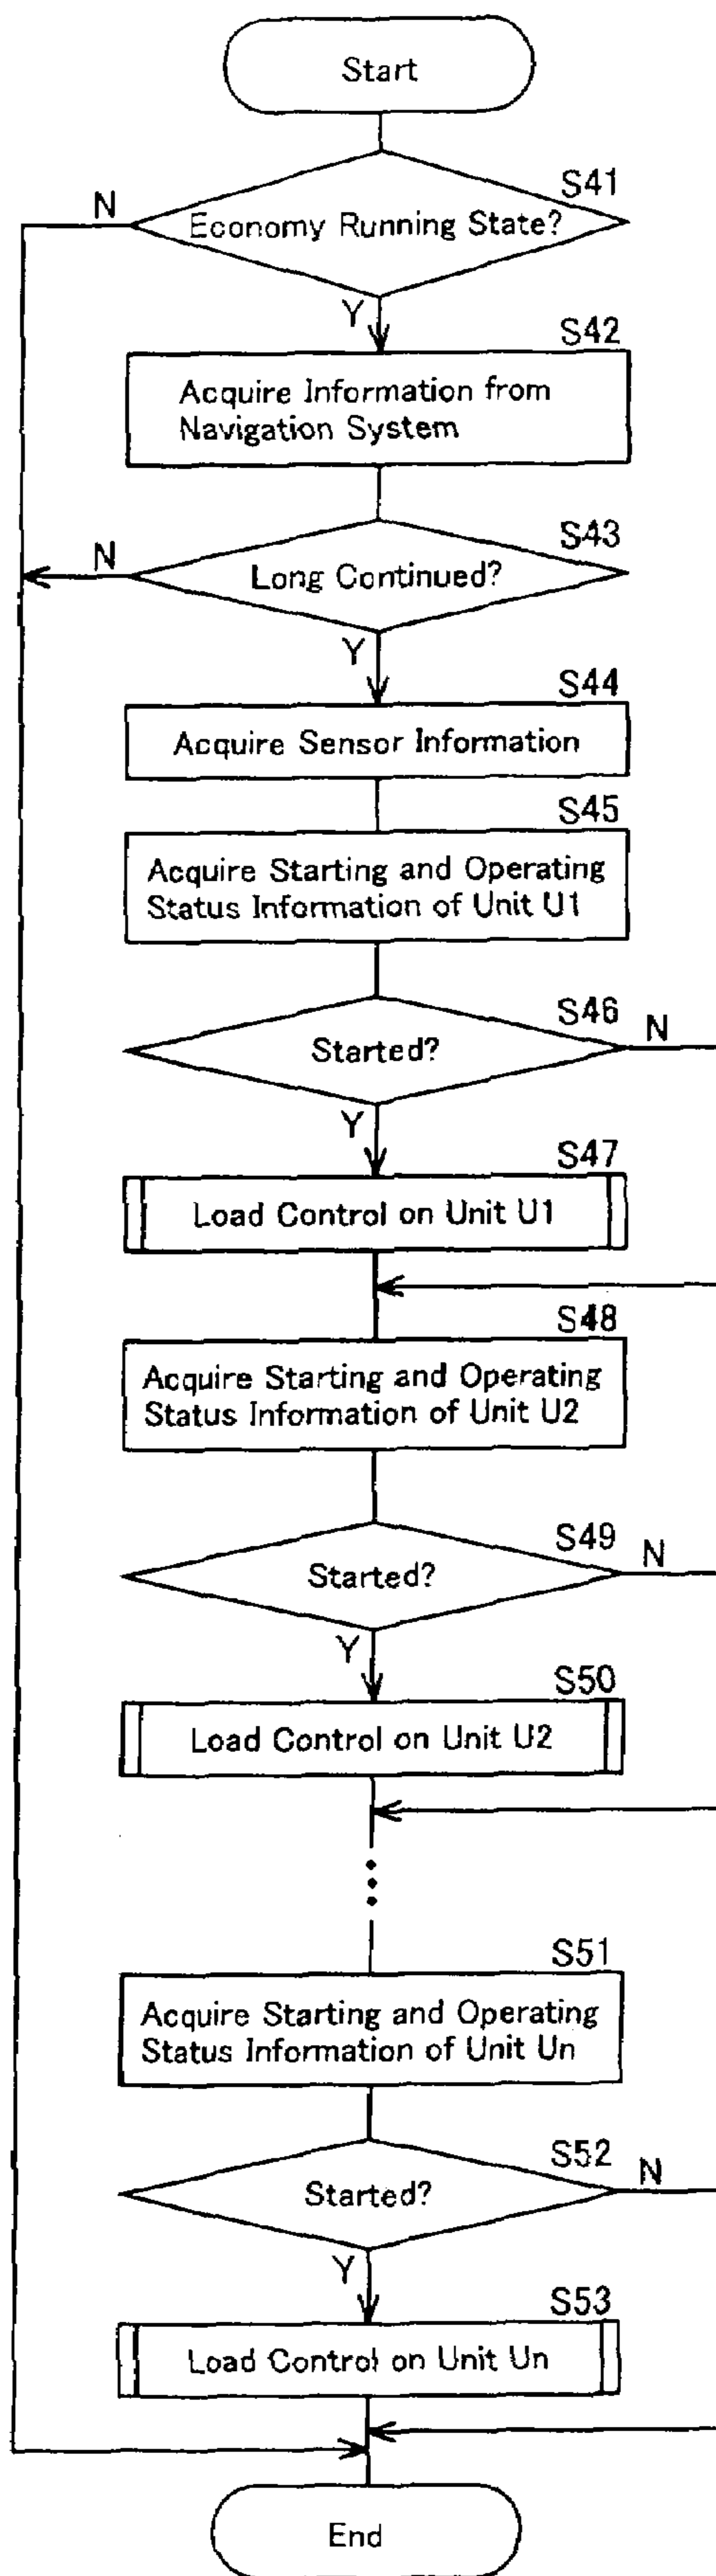 Start
S41
N
Economy Running State?
Y
S42
Acquire Information from
Navigation System
S43
N
Long Continued?
Y
S44
Acquire Sensor Information
S45
Acquire Starting and Operating
Status Information of Unit U1
S46
N
Started?
Y
S47
Load Control on Unit U1
S48
Acquire Starting and Operating
Status Information of Unit U2
S49
N
Started?
Y
S50
Load Control on Unit U2
S51
Acquire Starting and Operating
Status Information of Unit Un
S52
N
Started?
Y
S53
Load Control on Unit Un
End